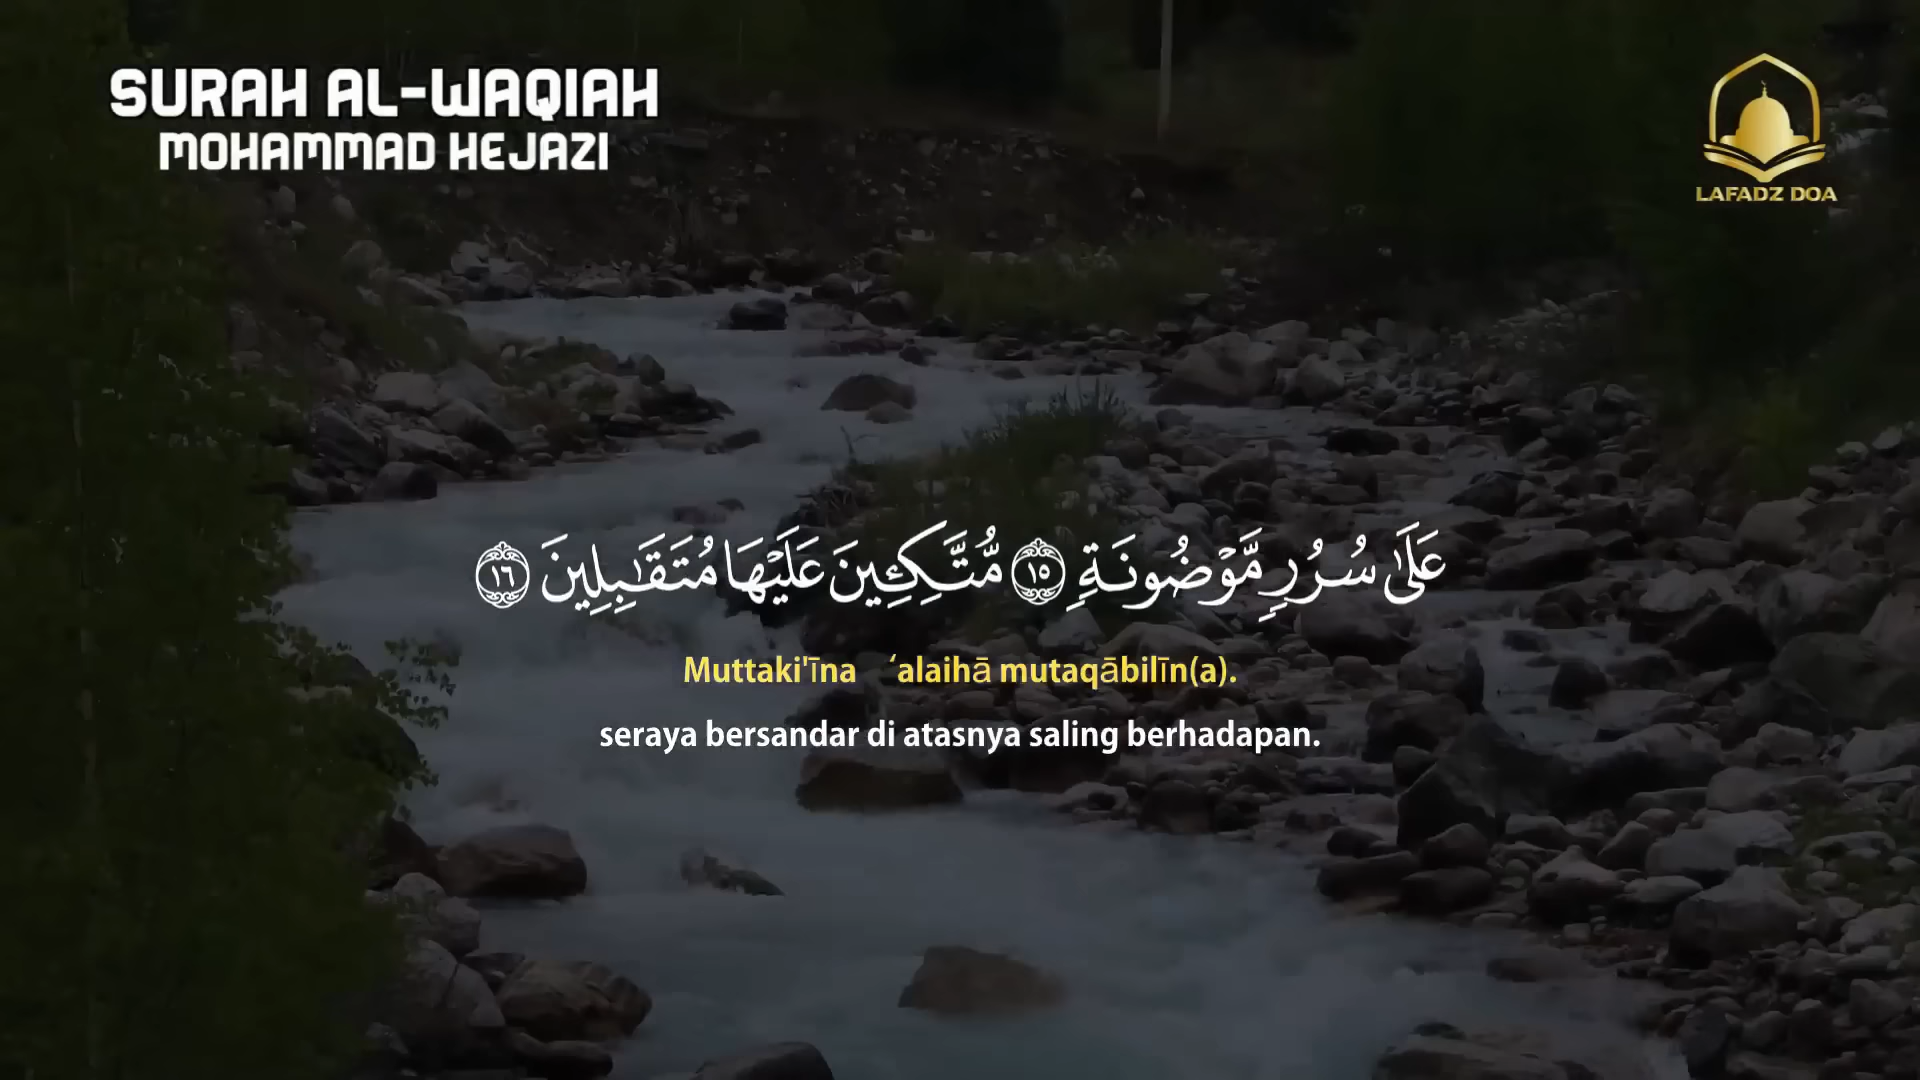 SURAH AL-WAQIAH
MOHAMMAD HEJAZI
LAFADZ DOA
عَلَىٰ سُرُرٍ مَّوْضُونَةٍ ١٥ مُّتَّكِـِٔينَ عَلَيْهَا مُتَقَـٰبِلِينَ ١٦
Muttaki'īna ‘alaihā mutaqābilīn(a).
seraya bersandar di atasnya saling berhadapan.